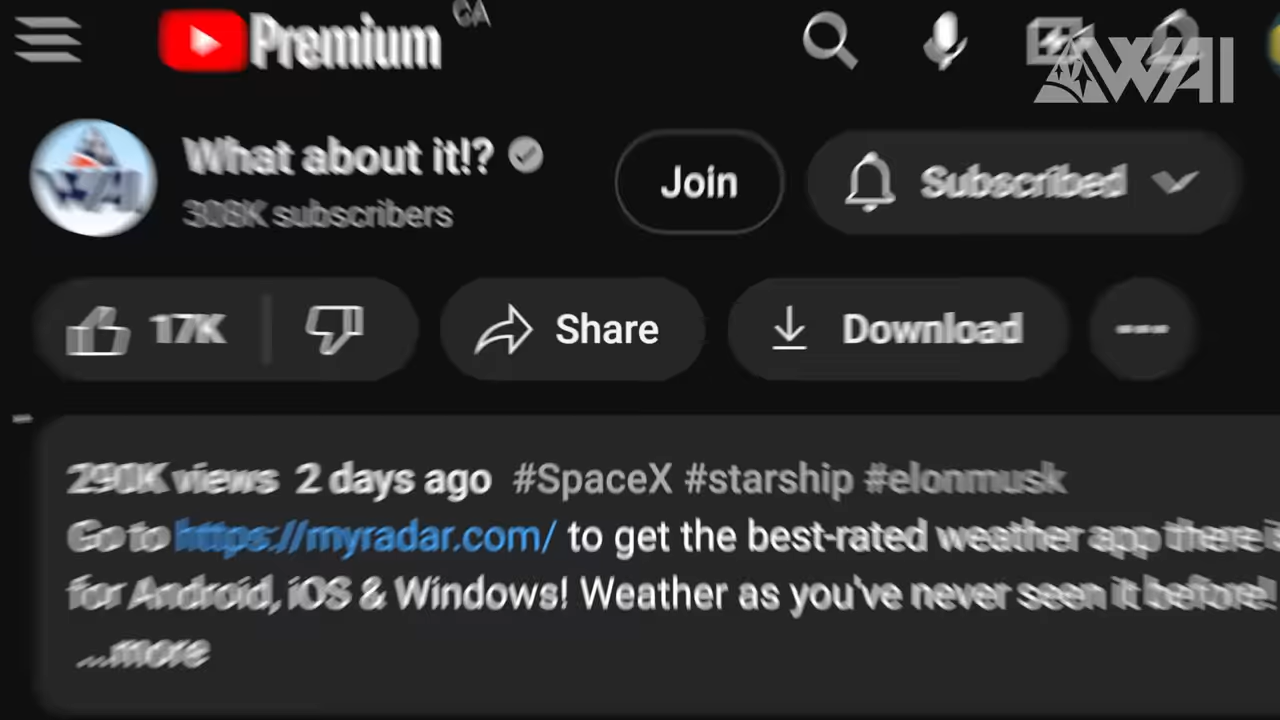 Premium GA
WAI
What about it!?
308K subscribers
Join
Subscribed
17K
Share
Download
290K views 2 days ago #SpaceX #starship #elonmusk
Go to https://myradar.com/ to get the best-rated weather app there is
for Android, iOS & Windows! Weather as you've never seen it before!
...more